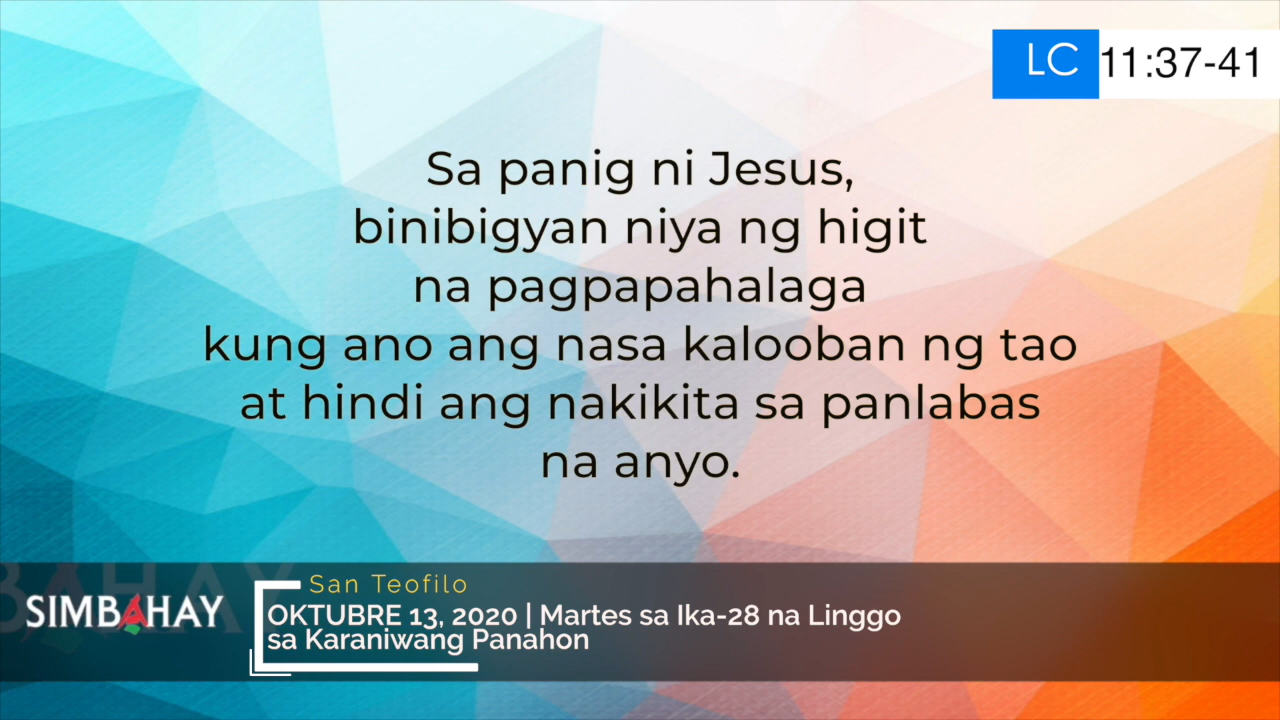 LC 11:37-41
Sa panig ni Jesus,
binibigyan niya ng higit
na pagpapahalaga
kung ano ang nasa kalooban ng tao
at hindi ang nakikita sa panlabas
na anyo.
SIMBAHAY
San Teofilo
OKTUBRE 13, 2020 | Martes sa Ika-28 na Linggo
sa Karaniwang Panahon